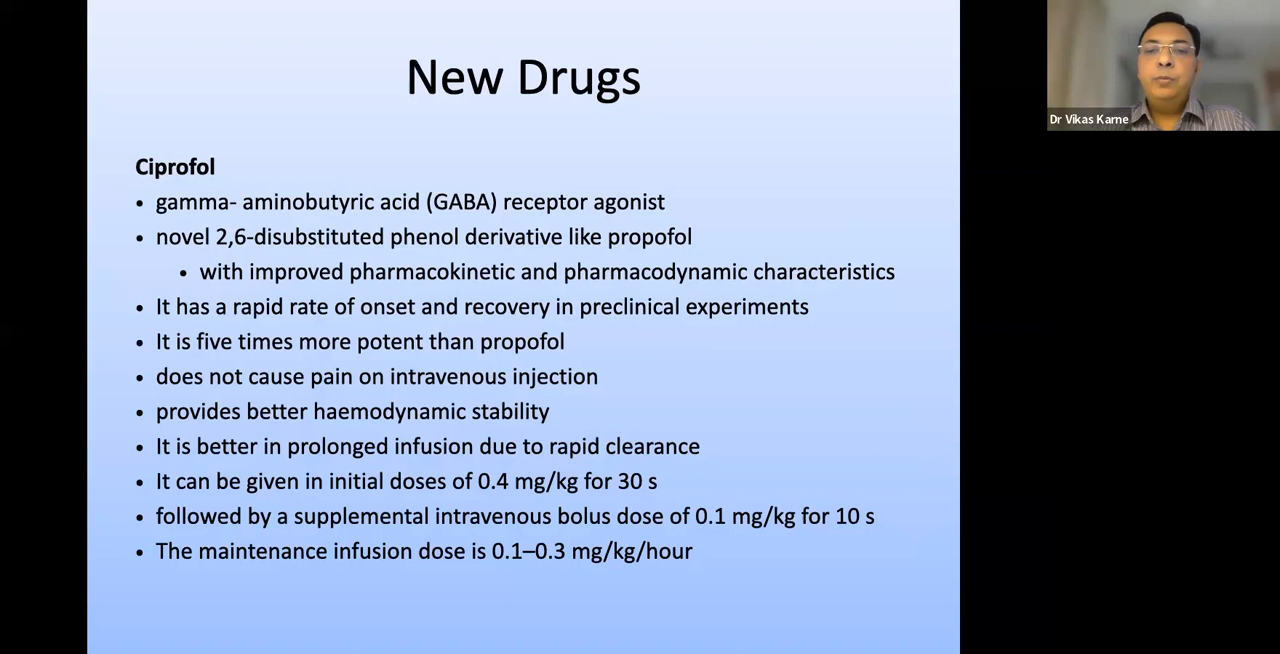 New Drugs
Ciprofol
• gamma- aminobutyric acid (GABA) receptor agonist
• novel 2,6-disubstituted phenol derivative like propofol
• with improved pharmacokinetic and pharmacodynamic characteristics
• It has a rapid rate of onset and recovery in preclinical experiments
• It is five times more potent than propofol
• does not cause pain on intravenous injection
• provides better haemodynamic stability
• It is better in prolonged infusion due to rapid clearance
• It can be given in initial doses of 0.4 mg/kg for 30 s
• followed by a supplemental intravenous bolus dose of 0.1 mg/kg for 10 s
• The maintenance infusion dose is 0.1–0.3 mg/kg/hour
Dr Vikas Karne